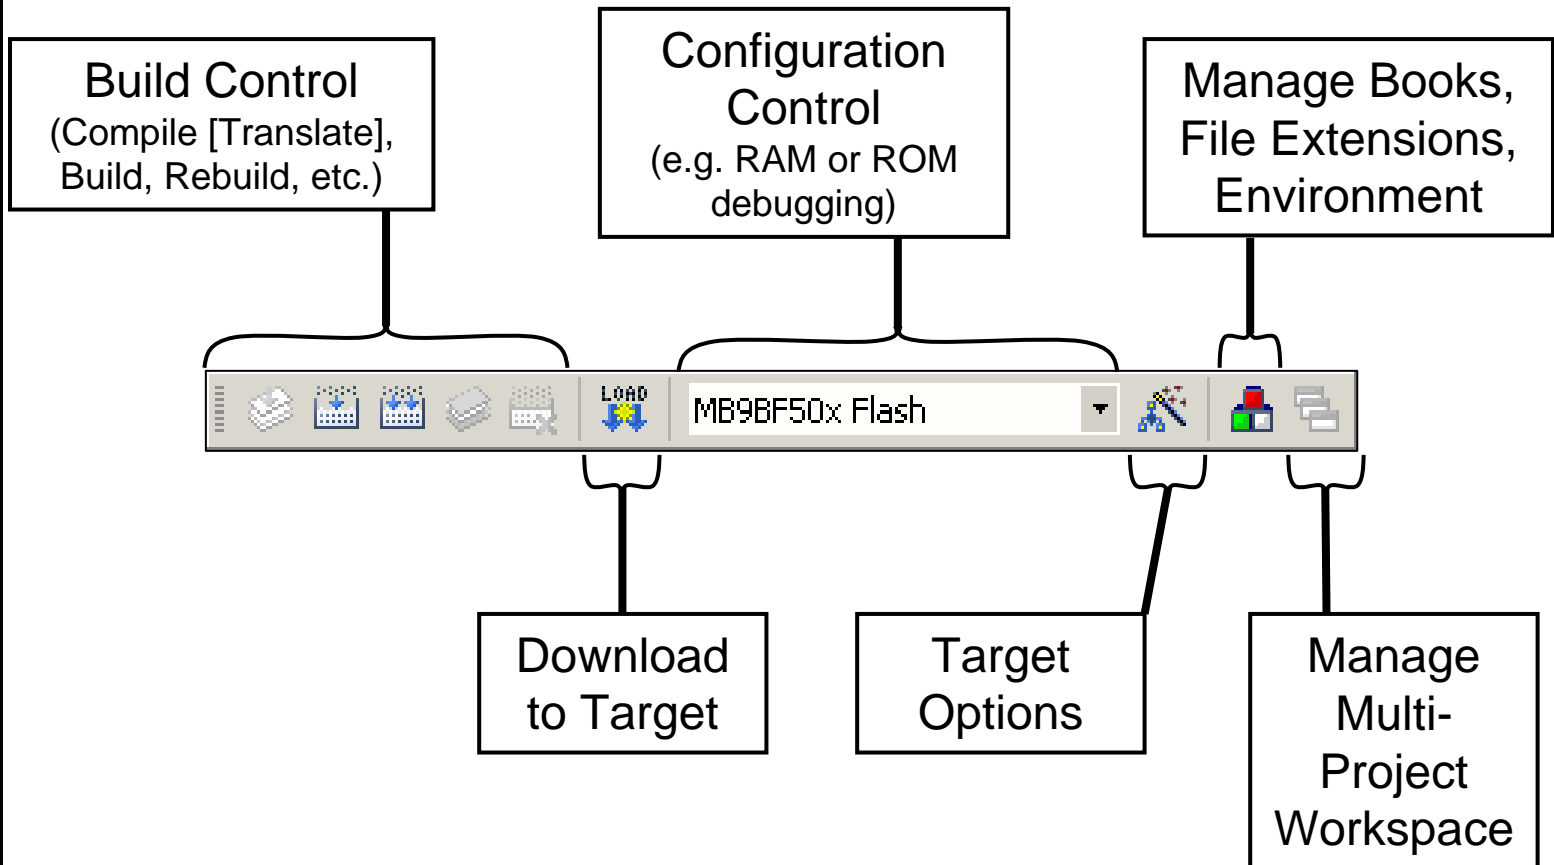 Build Control
(Compile [Translate],
Build, Rebuild, etc.)
Configuration
Control
(e.g. RAM or ROM
debugging)
Manage Books,
File Extensions,
Environment
LOAD
MB9BF50x Flash
Download
to Target
Target
Options
Manage
Multi-
Project
Workspace